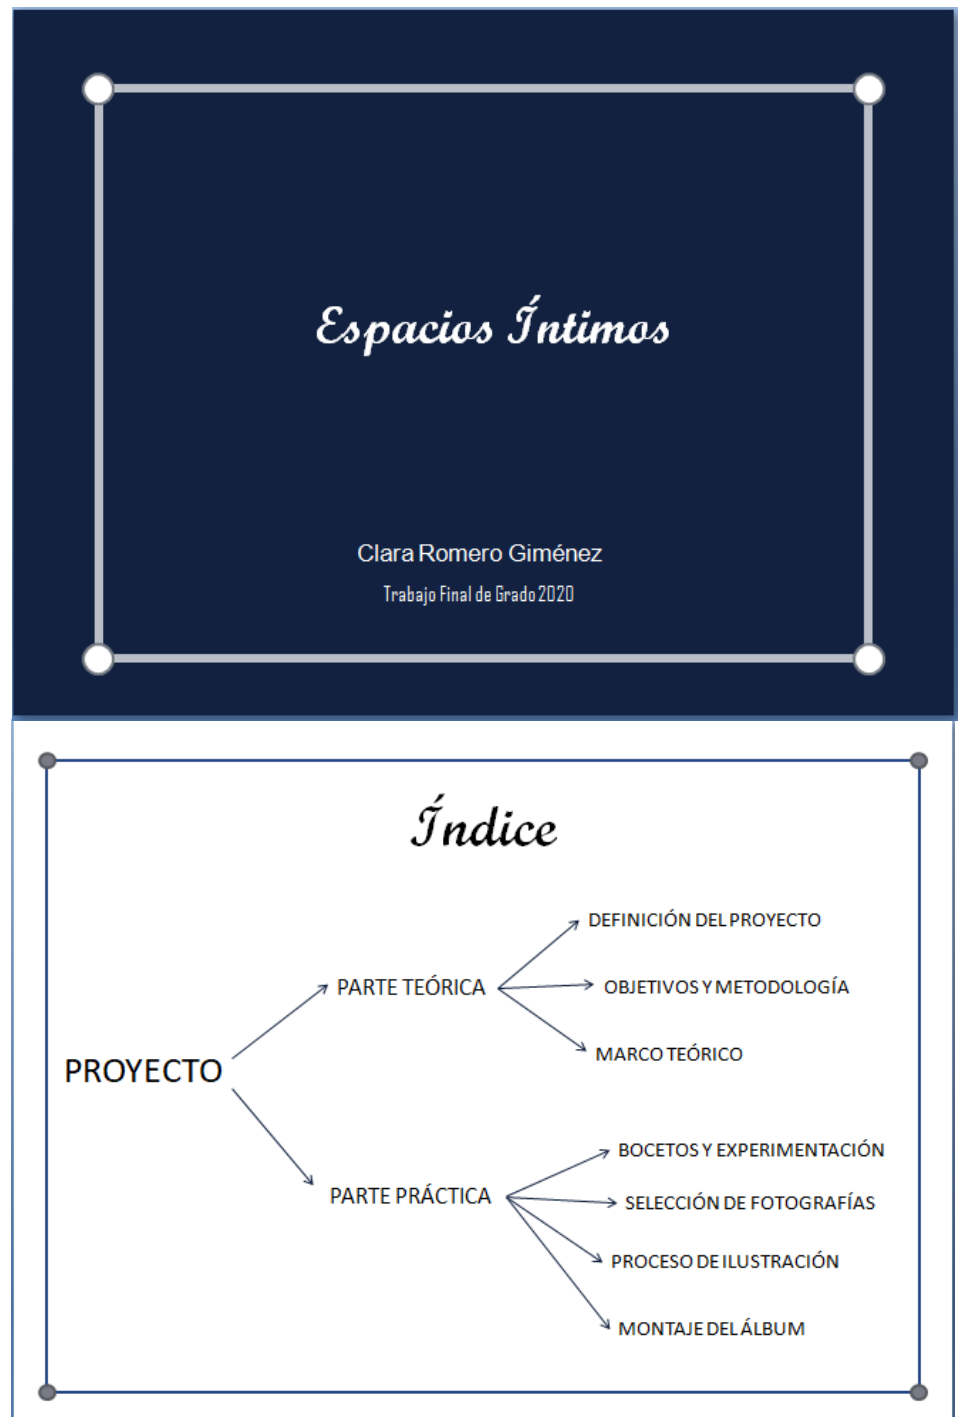 Espacios Íntimos
Clara Romero Giménez
Trabajo Final de Grado 2020
Índice
PROYECTO
PARTE TEÓRICA
DEFINICIÓN DEL PROYECTO
OBJETIVOS Y METODOLOGÍA
MARCO TEÓRICO
PARTE PRÁCTICA
BOCETOS Y EXPERIMENTACIÓN
SELECCIÓN DE FOTOGRAFÍAS
PROCESO DE ILUSTRACIÓN
MONTAJE DEL ÁLBUM